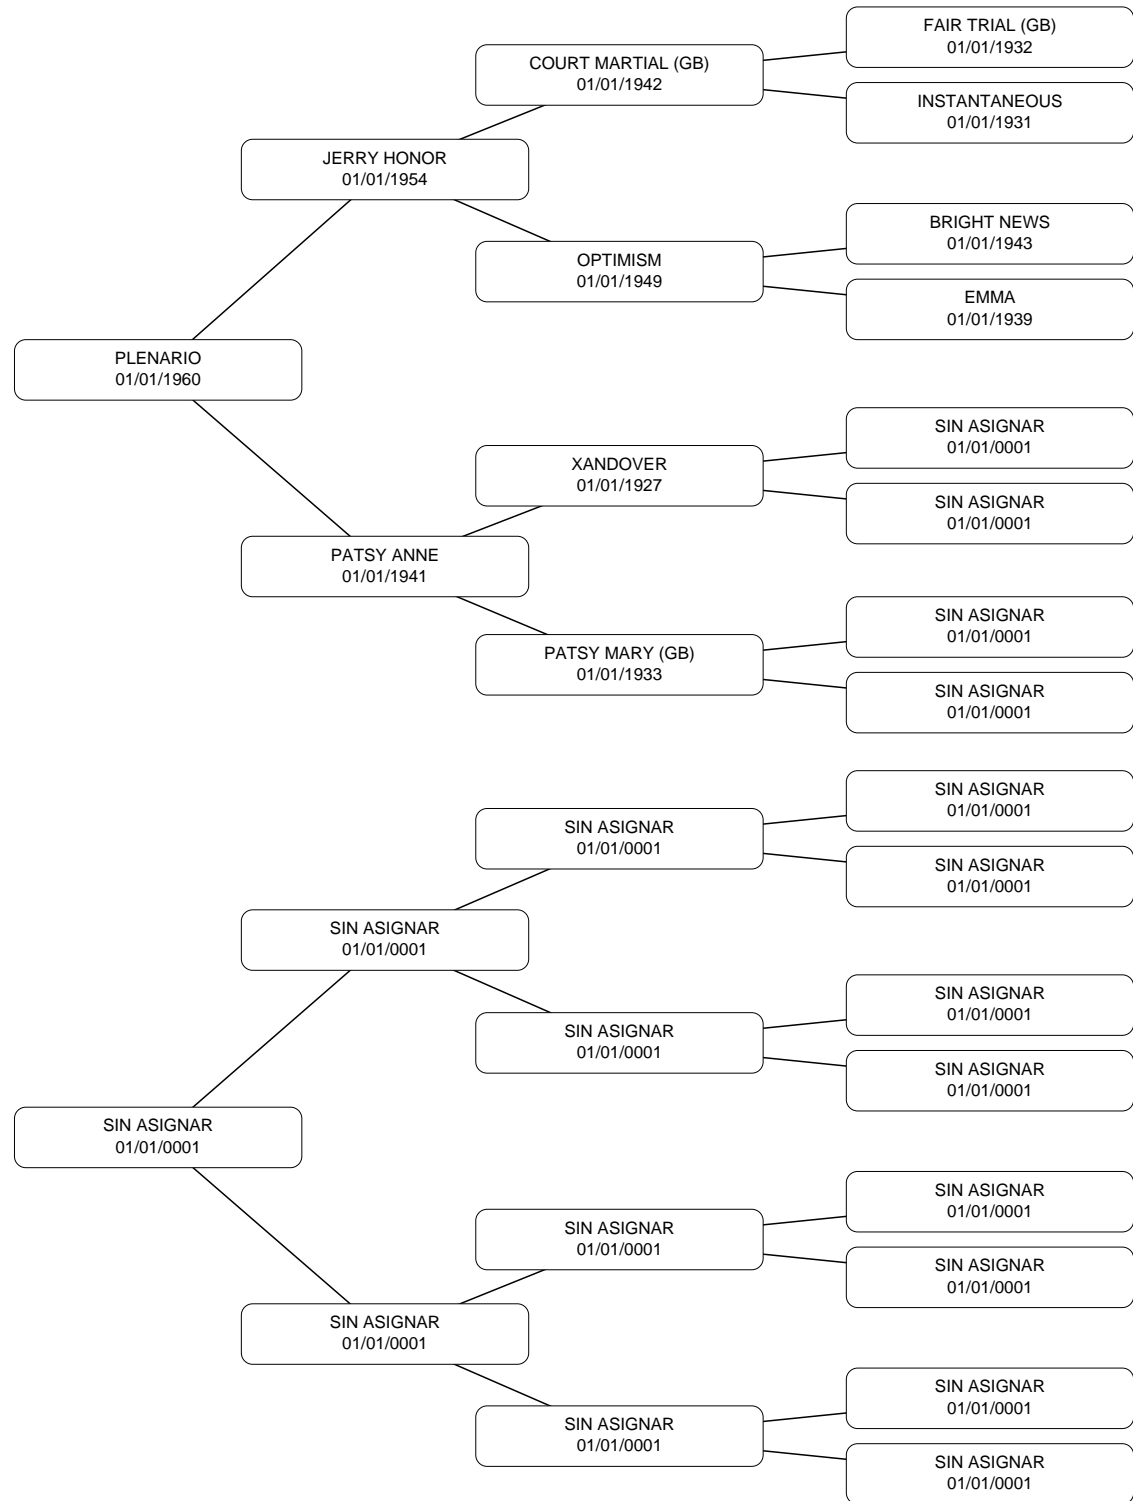 FAIR TRIAL (GB)
01/01/1932
COURT MARTIAL (GB)
01/01/1942
INSTANTANEOUS
01/01/1931
JERRY HONOR
01/01/1954
BRIGHT NEWS
01/01/1943
OPTIMISM
01/01/1949
EMMA
01/01/1939
PLENARIO
01/01/1960
SIN ASIGNAR
01/01/0001
XANDOVER
01/01/1927
SIN ASIGNAR
01/01/0001
PATSY ANNE
01/01/1941
SIN ASIGNAR
01/01/0001
PATSY MARY (GB)
01/01/1933
SIN ASIGNAR
01/01/0001
SIN ASIGNAR
01/01/0001
SIN ASIGNAR
01/01/0001
SIN ASIGNAR
01/01/0001
SIN ASIGNAR
01/01/0001
SIN ASIGNAR
01/01/0001
SIN ASIGNAR
01/01/0001
SIN ASIGNAR
01/01/0001
SIN ASIGNAR
01/01/0001
SIN ASIGNAR
01/01/0001
SIN ASIGNAR
01/01/0001
SIN ASIGNAR
01/01/0001
SIN ASIGNAR
01/01/0001
SIN ASIGNAR
01/01/0001
SIN ASIGNAR
01/01/0001
SIN ASIGNAR
01/01/0001